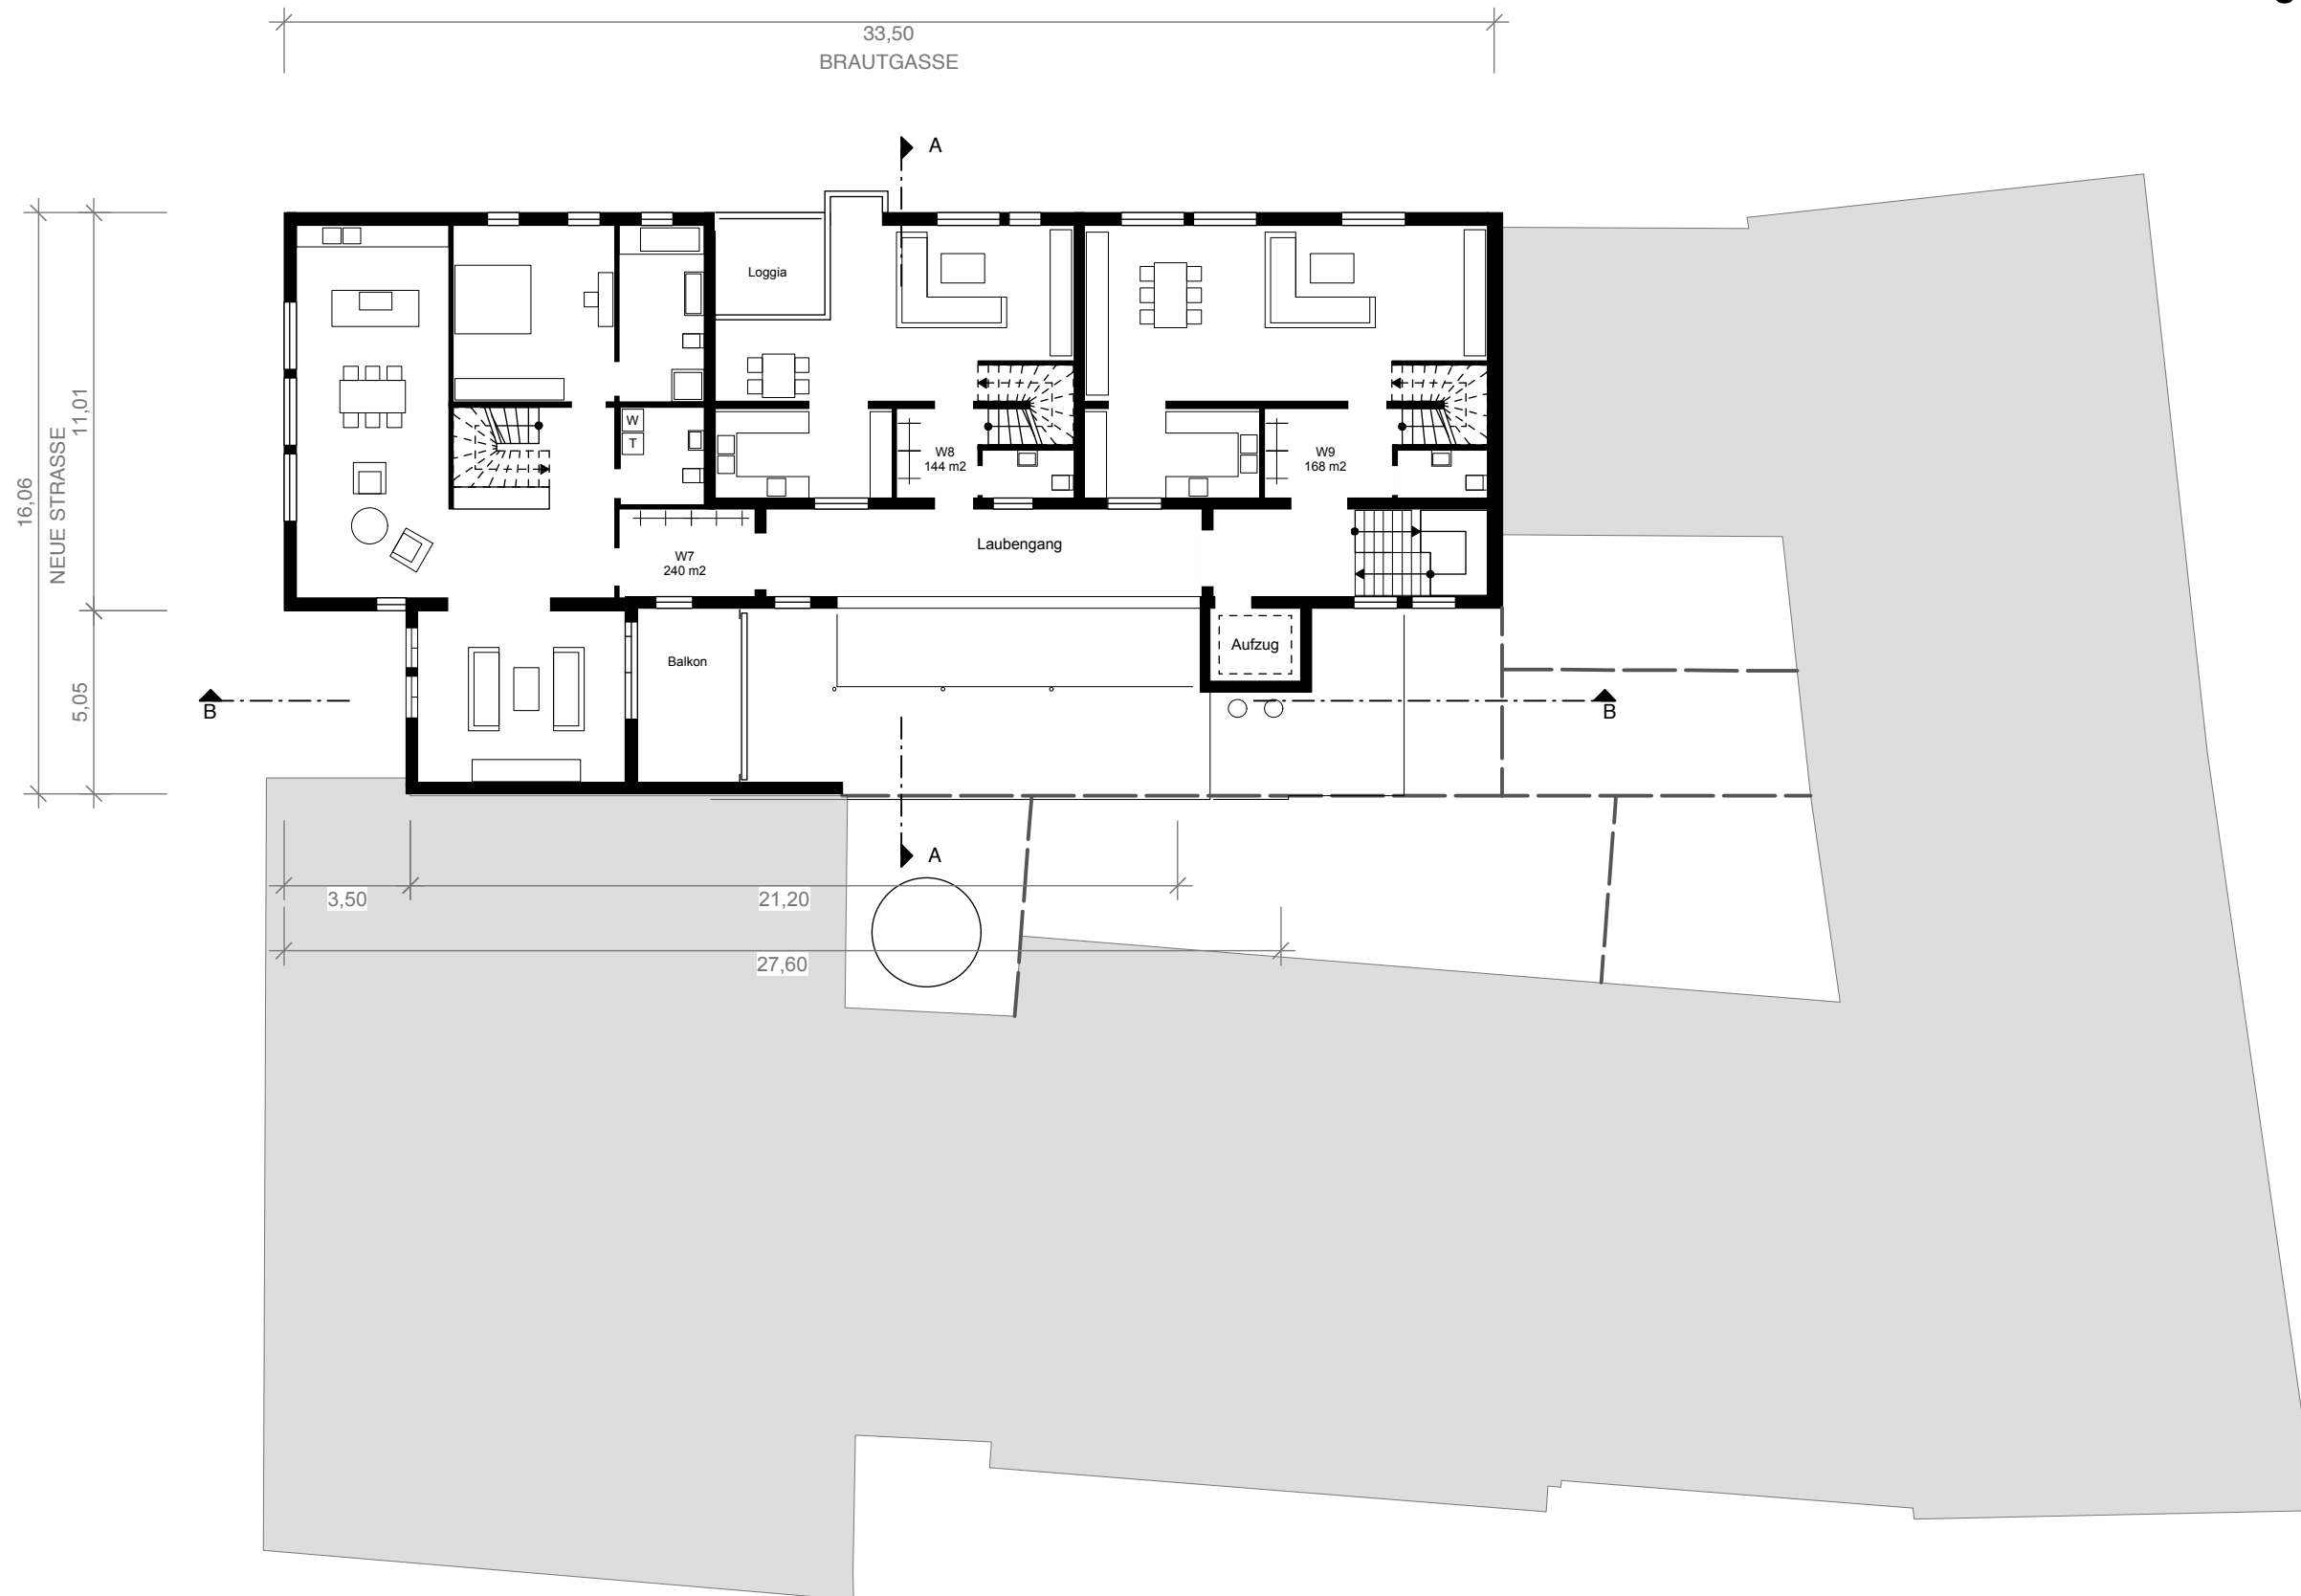 33,50
BRAUTGASSE
A
Loggia
11,01
16,06
NEUE STRASSE
W
T
W8
144 m2
W9
168 m2
Laubengang
W7
240 m2
Aufzug
Balkon
5,05
B
B
A
3,50
21,20
27,60